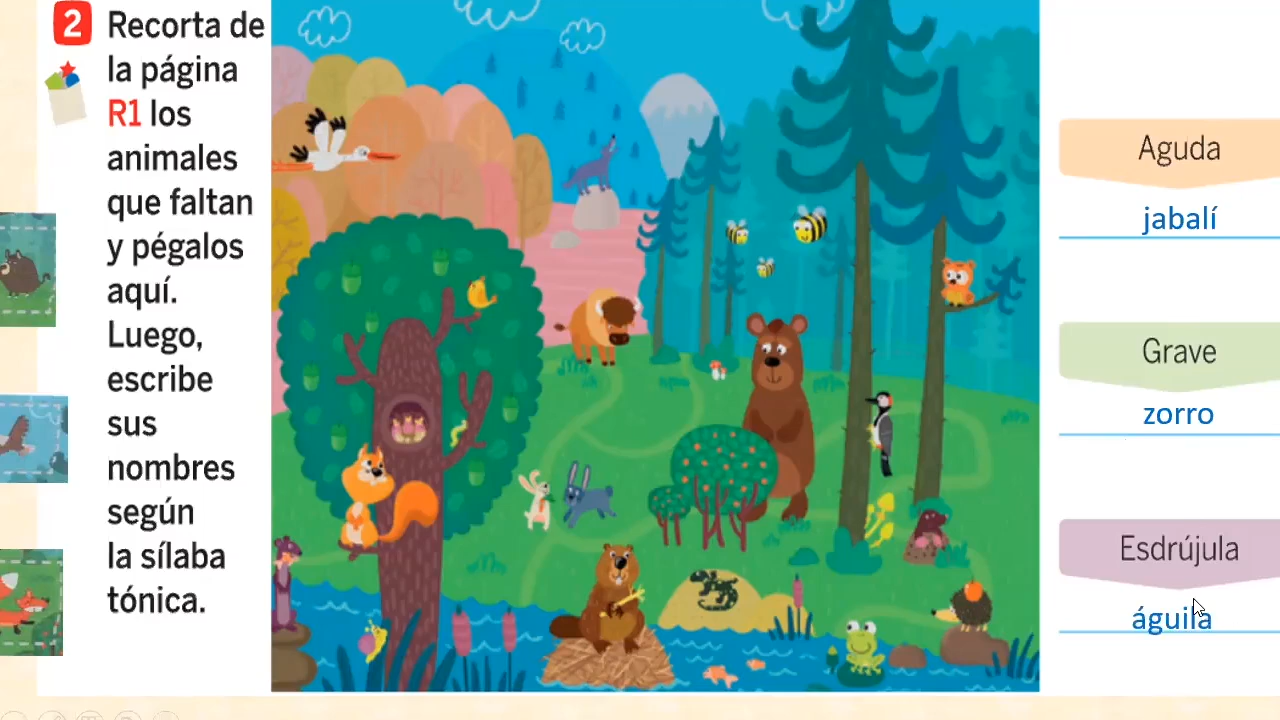 2 Recorta de
la página
R1 los
animales
que faltan
y pégalos
aquí.
Luego,
escribe
sus
nombres
según
la sílaba
tónica.
Aguda
jabalí
Grave
zorro
Esdrújula
águila